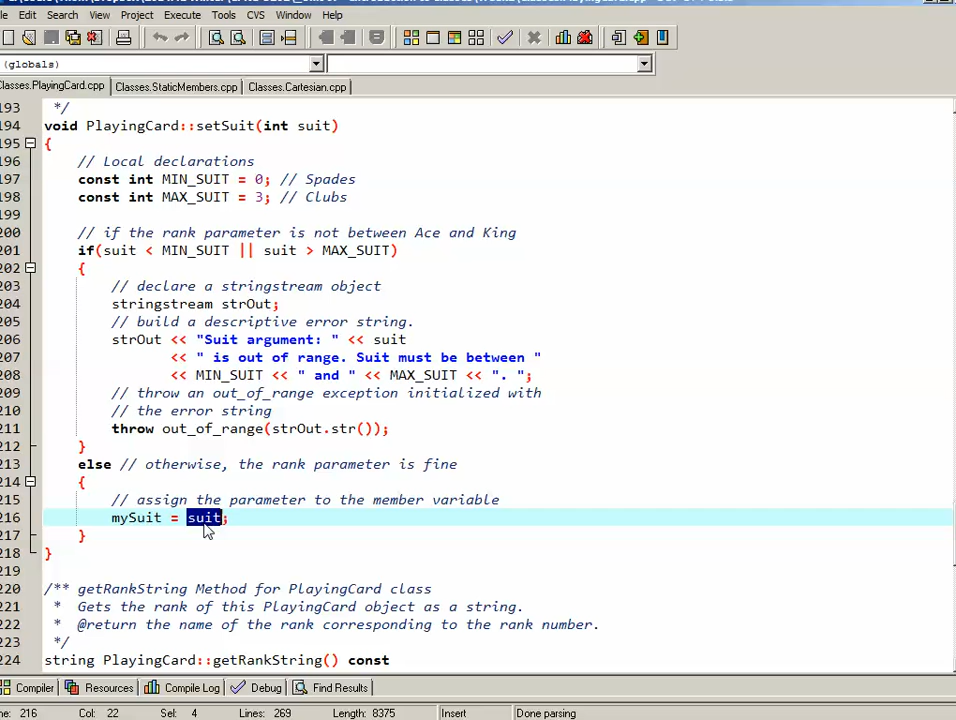 Edit Search View Project Execute Tools CVS Window Help
(globals)
Classes.PlayingCard.cpp Classes.StaticMembers.cpp Classes.Cartesian.cpp
193 */
194 void PlayingCard::setSuit(int suit)
195 {
196 // Local declarations
197 const int MIN_SUIT = 0; // Spades
198 const int MAX_SUIT = 3; // Clubs
199
200 // if the rank parameter is not between Ace and King
201 if(suit < MIN_SUIT || suit > MAX_SUIT)
202 {
203 // declare a stringstream object
204 stringstream strOut;
205 // build a descriptive error string.
206 strOut << "Suit argument: " << suit
207 << " is out of range. Suit must be between "
208 << MIN_SUIT << " and " << MAX_SUIT << ". ";
209 // throw an out_of_range exception initialized with
210 // the error string
211 throw out_of_range(strOut.str());
212 }
213 else // otherwise, the rank parameter is fine
214 {
215 // assign the parameter to the member variable
216 mySuit = suit;
217 }
218 }
219
220 /** getRankString Method for PlayingCard class
221 * Gets the rank of this PlayingCard object as a string.
222 * @return the name of the rank corresponding to the rank number.
223 */
224 string PlayingCard::getRankString() const
Compiler Resources Compile Log Debug Find Results
ne: 216 Col: 22 Sel: 4 Lines: 269 Length: 8375 Insert Done parsing